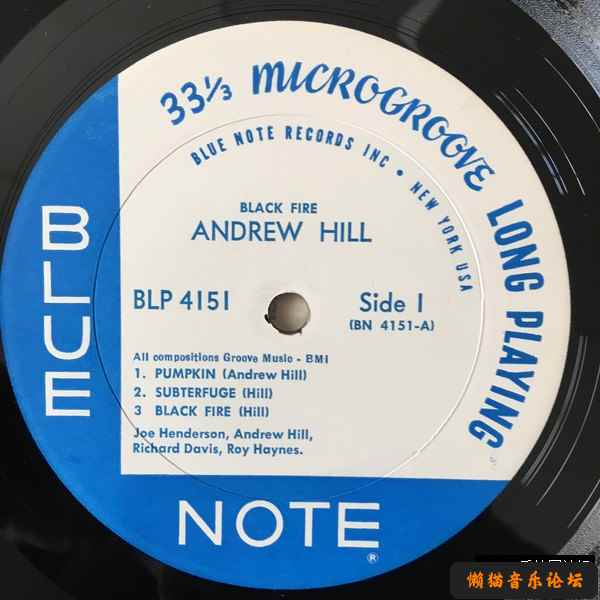 33⅓ MICROGROOVE LONG PLAYING
BLUE NOTE RECORDS INC • NEW YORK USA
BLACK FIRE
ANDREW HILL
BLP 4151
Side 1
(BN 4151-A)
All compositions Groove Music - BMI
1. PUMPKIN (Andrew Hill)
2. SUBTERFUGE (Hill)
3 BLACK FIRE (Hill)
Joe Henderson, Andrew Hill,
Richard Davis, Roy Haynes.
BLUE
NOTE®
懒猫音乐论坛